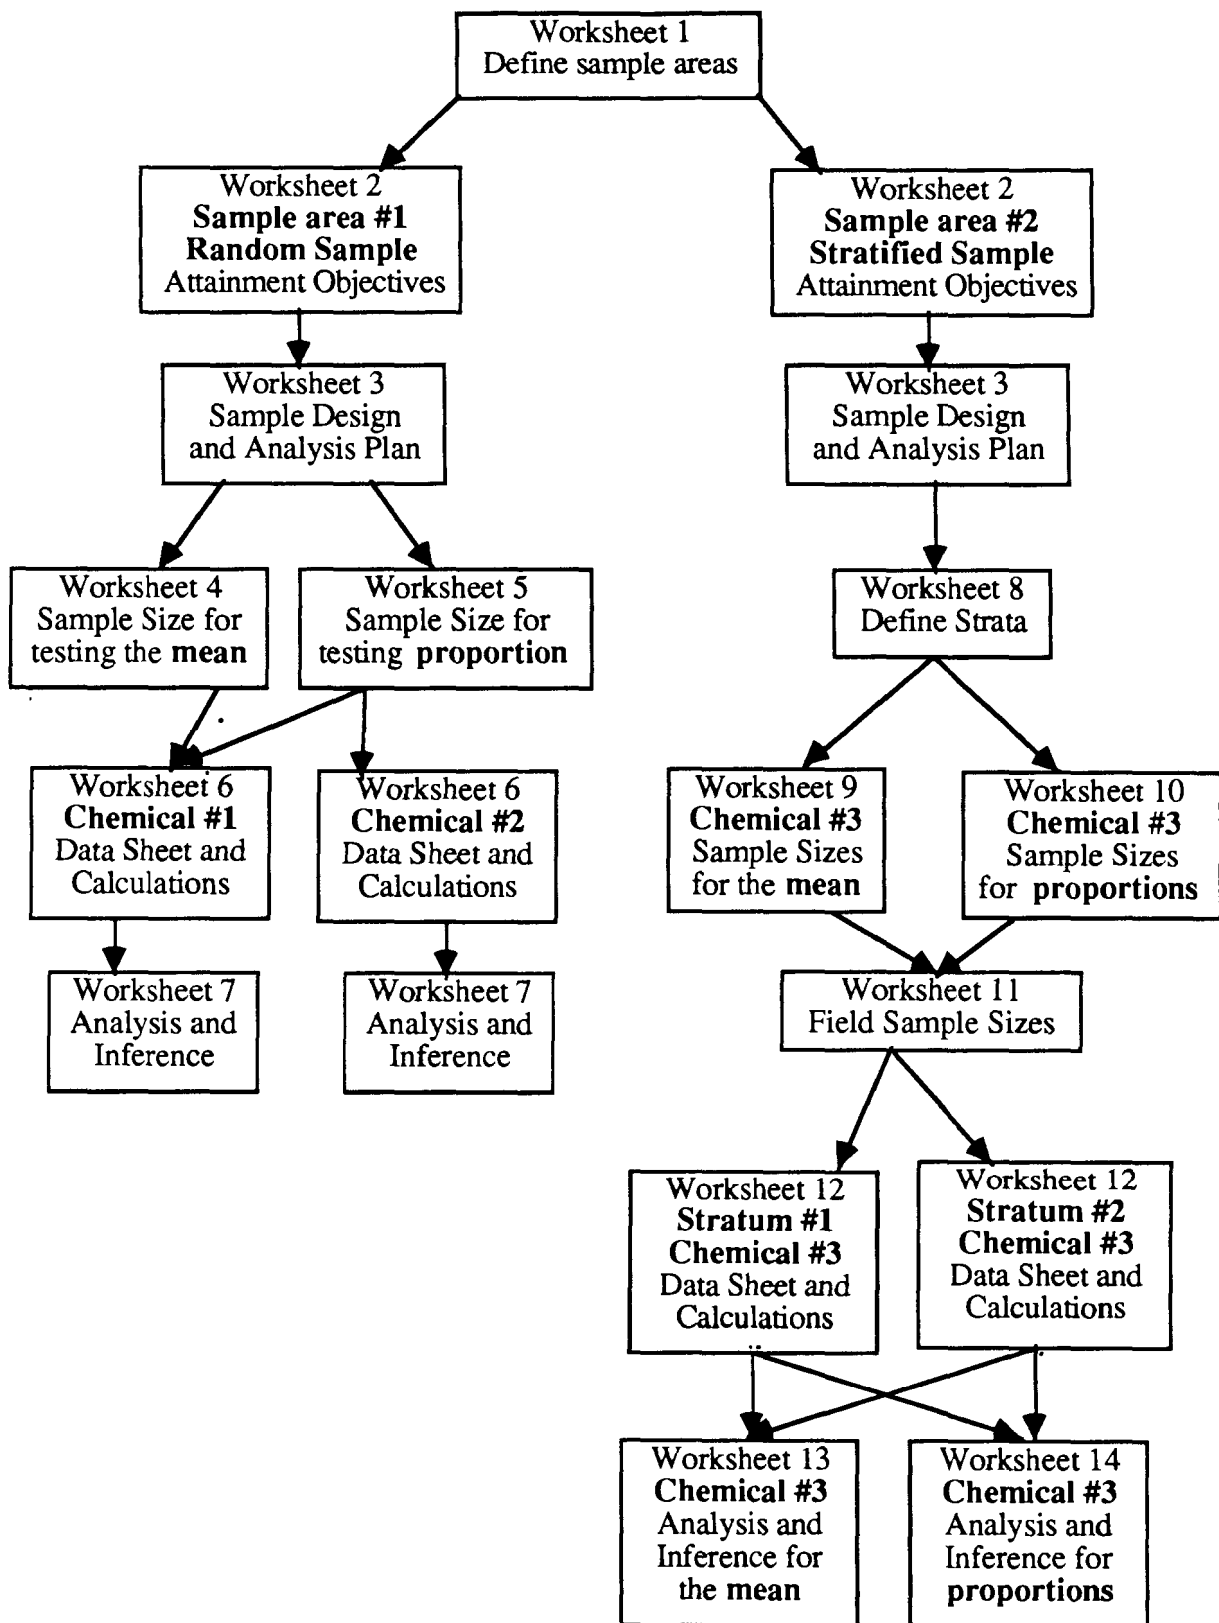 Worksheet 1
Define sample areas
Worksheet 2
Sample area #1
Random Sample
Attainment Objectives
Worksheet 2
Sample area #2
Stratified Sample
Attainment Objectives
Worksheet 3
Sample Design
and Analysis Plan
Worksheet 3
Sample Design
and Analysis Plan
Worksheet 4
Sample Size for
testing the mean
Worksheet 5
Sample Size for
testing proportion
Worksheet 8
Define Strata
Worksheet 6
Chemical #1
Data Sheet and
Calculations
Worksheet 6
Chemical #2
Data Sheet and
Calculations
Worksheet 9
Chemical #3
Sample Sizes
for the mean
Worksheet 10
Chemical #3
Sample Sizes
for proportions
Worksheet 7
Analysis and
Inference
Worksheet 7
Analysis and
Inference
Worksheet 11
Field Sample Sizes
Worksheet 12
Stratum #1
Chemical #3
Data Sheet and
Calculations
Worksheet 12
Stratum #2
Chemical #3
Data Sheet and
Calculations
Worksheet 13
Chemical #3
Analysis and
Inference for
the mean
Worksheet 14
Chemical #3
Analysis and
Inference for
proportions